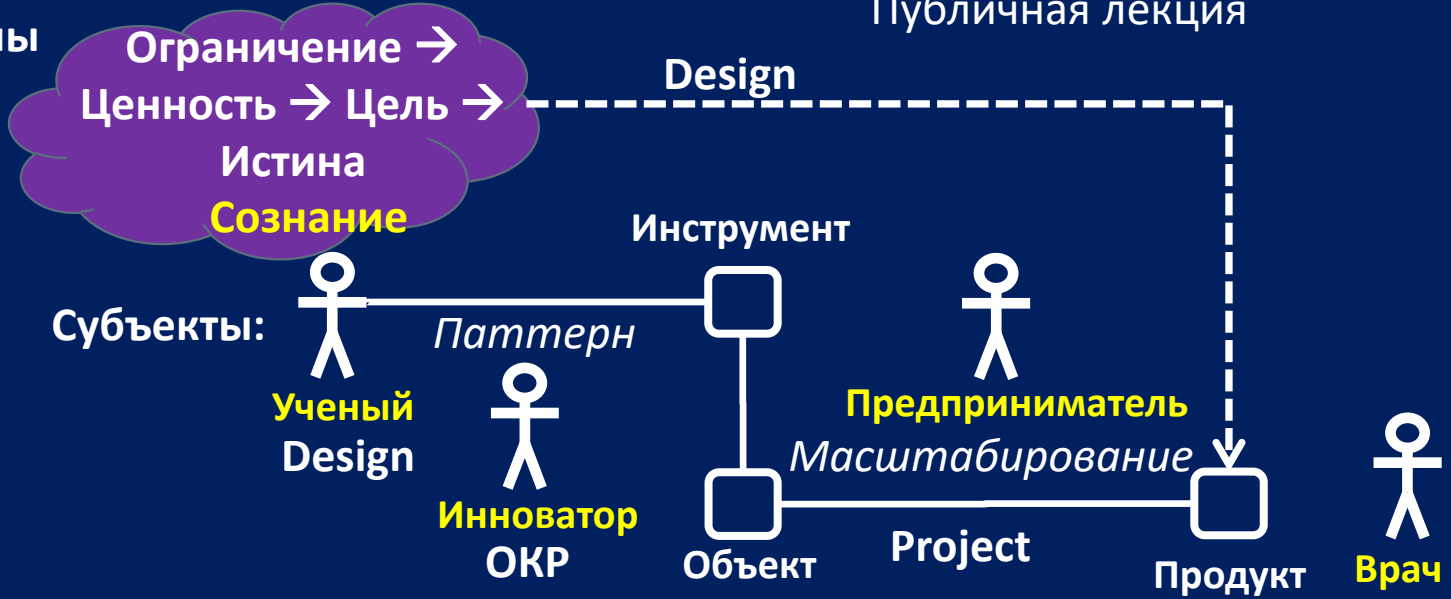 Публичная лекция
Ограничение →
Ценность → Цель →
Истина
Сознание
Design
Инструмент
Субъекты:
Паттерн
Ученый
Design
Предприниматель
Масштабирование
Инноватор
ОКР
Объект
Project
Продукт
Врач